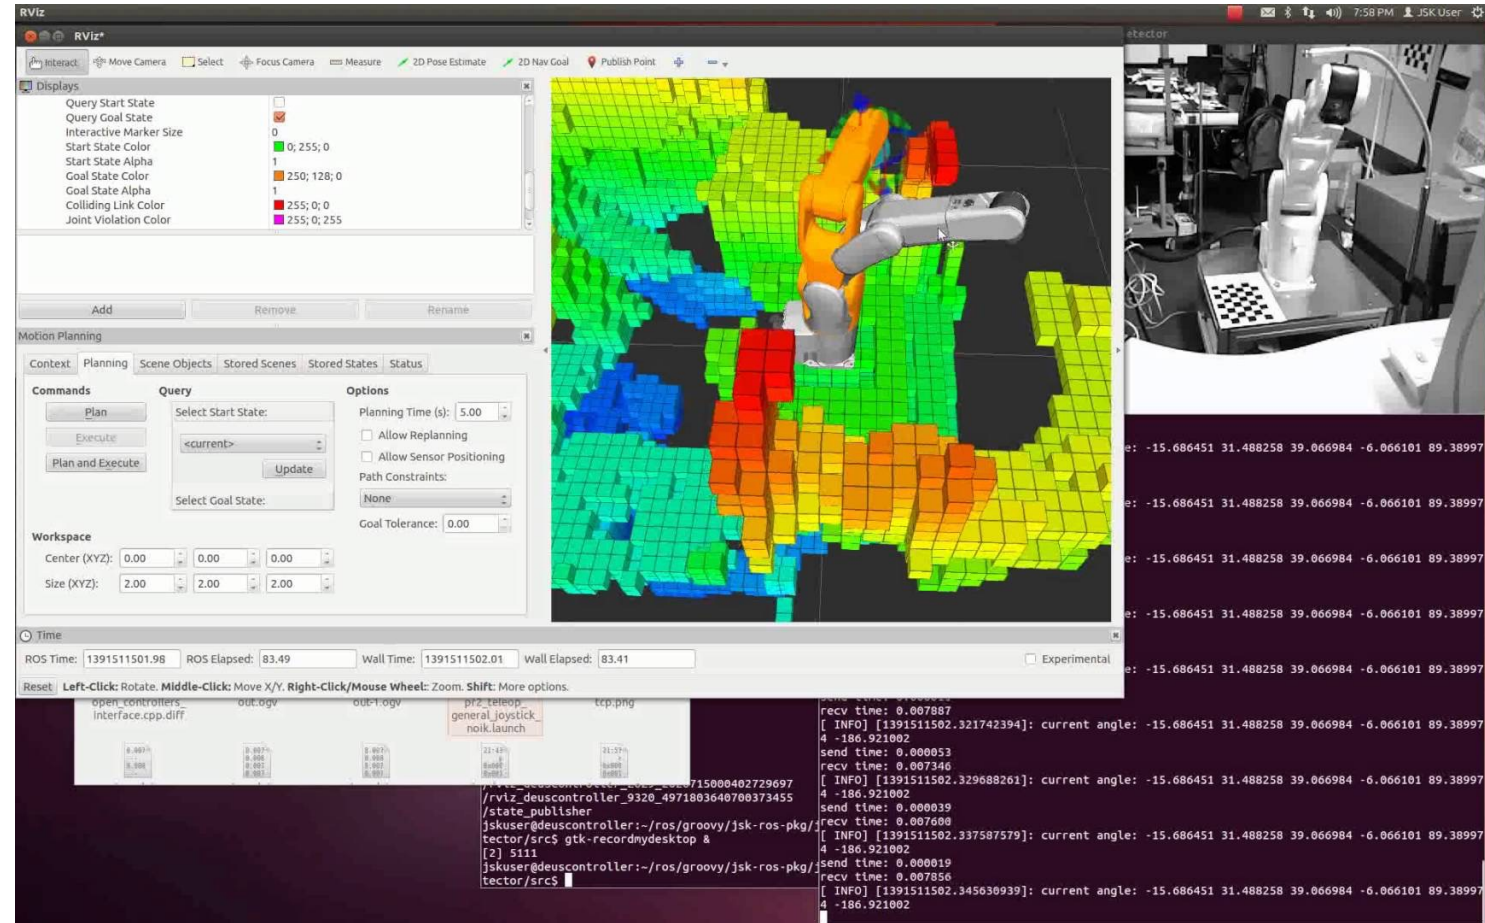 RViz
7:58 PM JSK User
RViz*
etector
Interact Move Camera Select Focus Camera Measure 2D Pose Estimate 2D Nav Goal Publish Point
Displays
Query Start State
Query Goal State
Interactive Marker Size 0
Start State Color 0; 255; 0
Start State Alpha 1
Goal State Color 250; 128; 0
Goal State Alpha 1
Colliding Link Color 255; 0; 0
Joint Violation Color 255; 0; 255
Add Remove Rename
Motion Planning
Context Planning Scene Objects Stored Scenes Stored States Status
Commands Query Options
Plan Select Start State: Planning Time (s): 5.00
Execute <current> Allow Replanning
Plan and Execute Update Allow Sensor Positioning
Path Constraints:
Select Goal State: None
Goal Tolerance: 0.00
Workspace
Center (XYZ): 0.00 0.00 0.00
Size (XYZ): 2.00 2.00 2.00
Time
ROS Time: 1391511501.98 ROS Elapsed: 83.49 Wall Time: 1391511502.01 Wall Elapsed: 83.41 Experimental
Reset Left-Click: Rotate. Middle-Click: Move X/Y. Right-Click/Mouse Wheel:: Zoom. Shift: More options.
open_controllers_
interface.cpp.diff
out.ogv
out-1.ogv
pr2_teleop_
general_joystick_
noik.launch
tcp.png
/rviz_deuscontroller_9320_4971803640700373455
/state_publisher
jskuser@deuscontroller:~/ros/groovy/jsk-ros-pkg/j
tector/src$ gtk-recordmydesktop &
[2] 5111
jskuser@deuscontroller:~/ros/groovy/jsk-ros-pkg/j
tector/src$
e: -15.686451 31.488258 39.066984 -6.066101 89.38997
e: -15.686451 31.488258 39.066984 -6.066101 89.38997
e: -15.686451 31.488258 39.066984 -6.066101 89.38997
e: -15.686451 31.488258 39.066984 -6.066101 89.38997
e: -15.686451 31.488258 39.066984 -6.066101 89.38997
recv time: 0.007887
[ INFO] [1391511502.321742394]: current angle: -15.686451 31.488258 39.066984 -6.066101 89.38997
4 -186.921002
send time: 0.000053
recv time: 0.007346
[ INFO] [1391511502.329688261]: current angle: -15.686451 31.488258 39.066984 -6.066101 89.38997
4 -186.921002
send time: 0.000039
recv time: 0.007600
[ INFO] [1391511502.337587579]: current angle: -15.686451 31.488258 39.066984 -6.066101 89.38997
4 -186.921002
send time: 0.000019
recv time: 0.007856
[ INFO] [1391511502.345630939]: current angle: -15.686451 31.488258 39.066984 -6.066101 89.38997
4 -186.921002